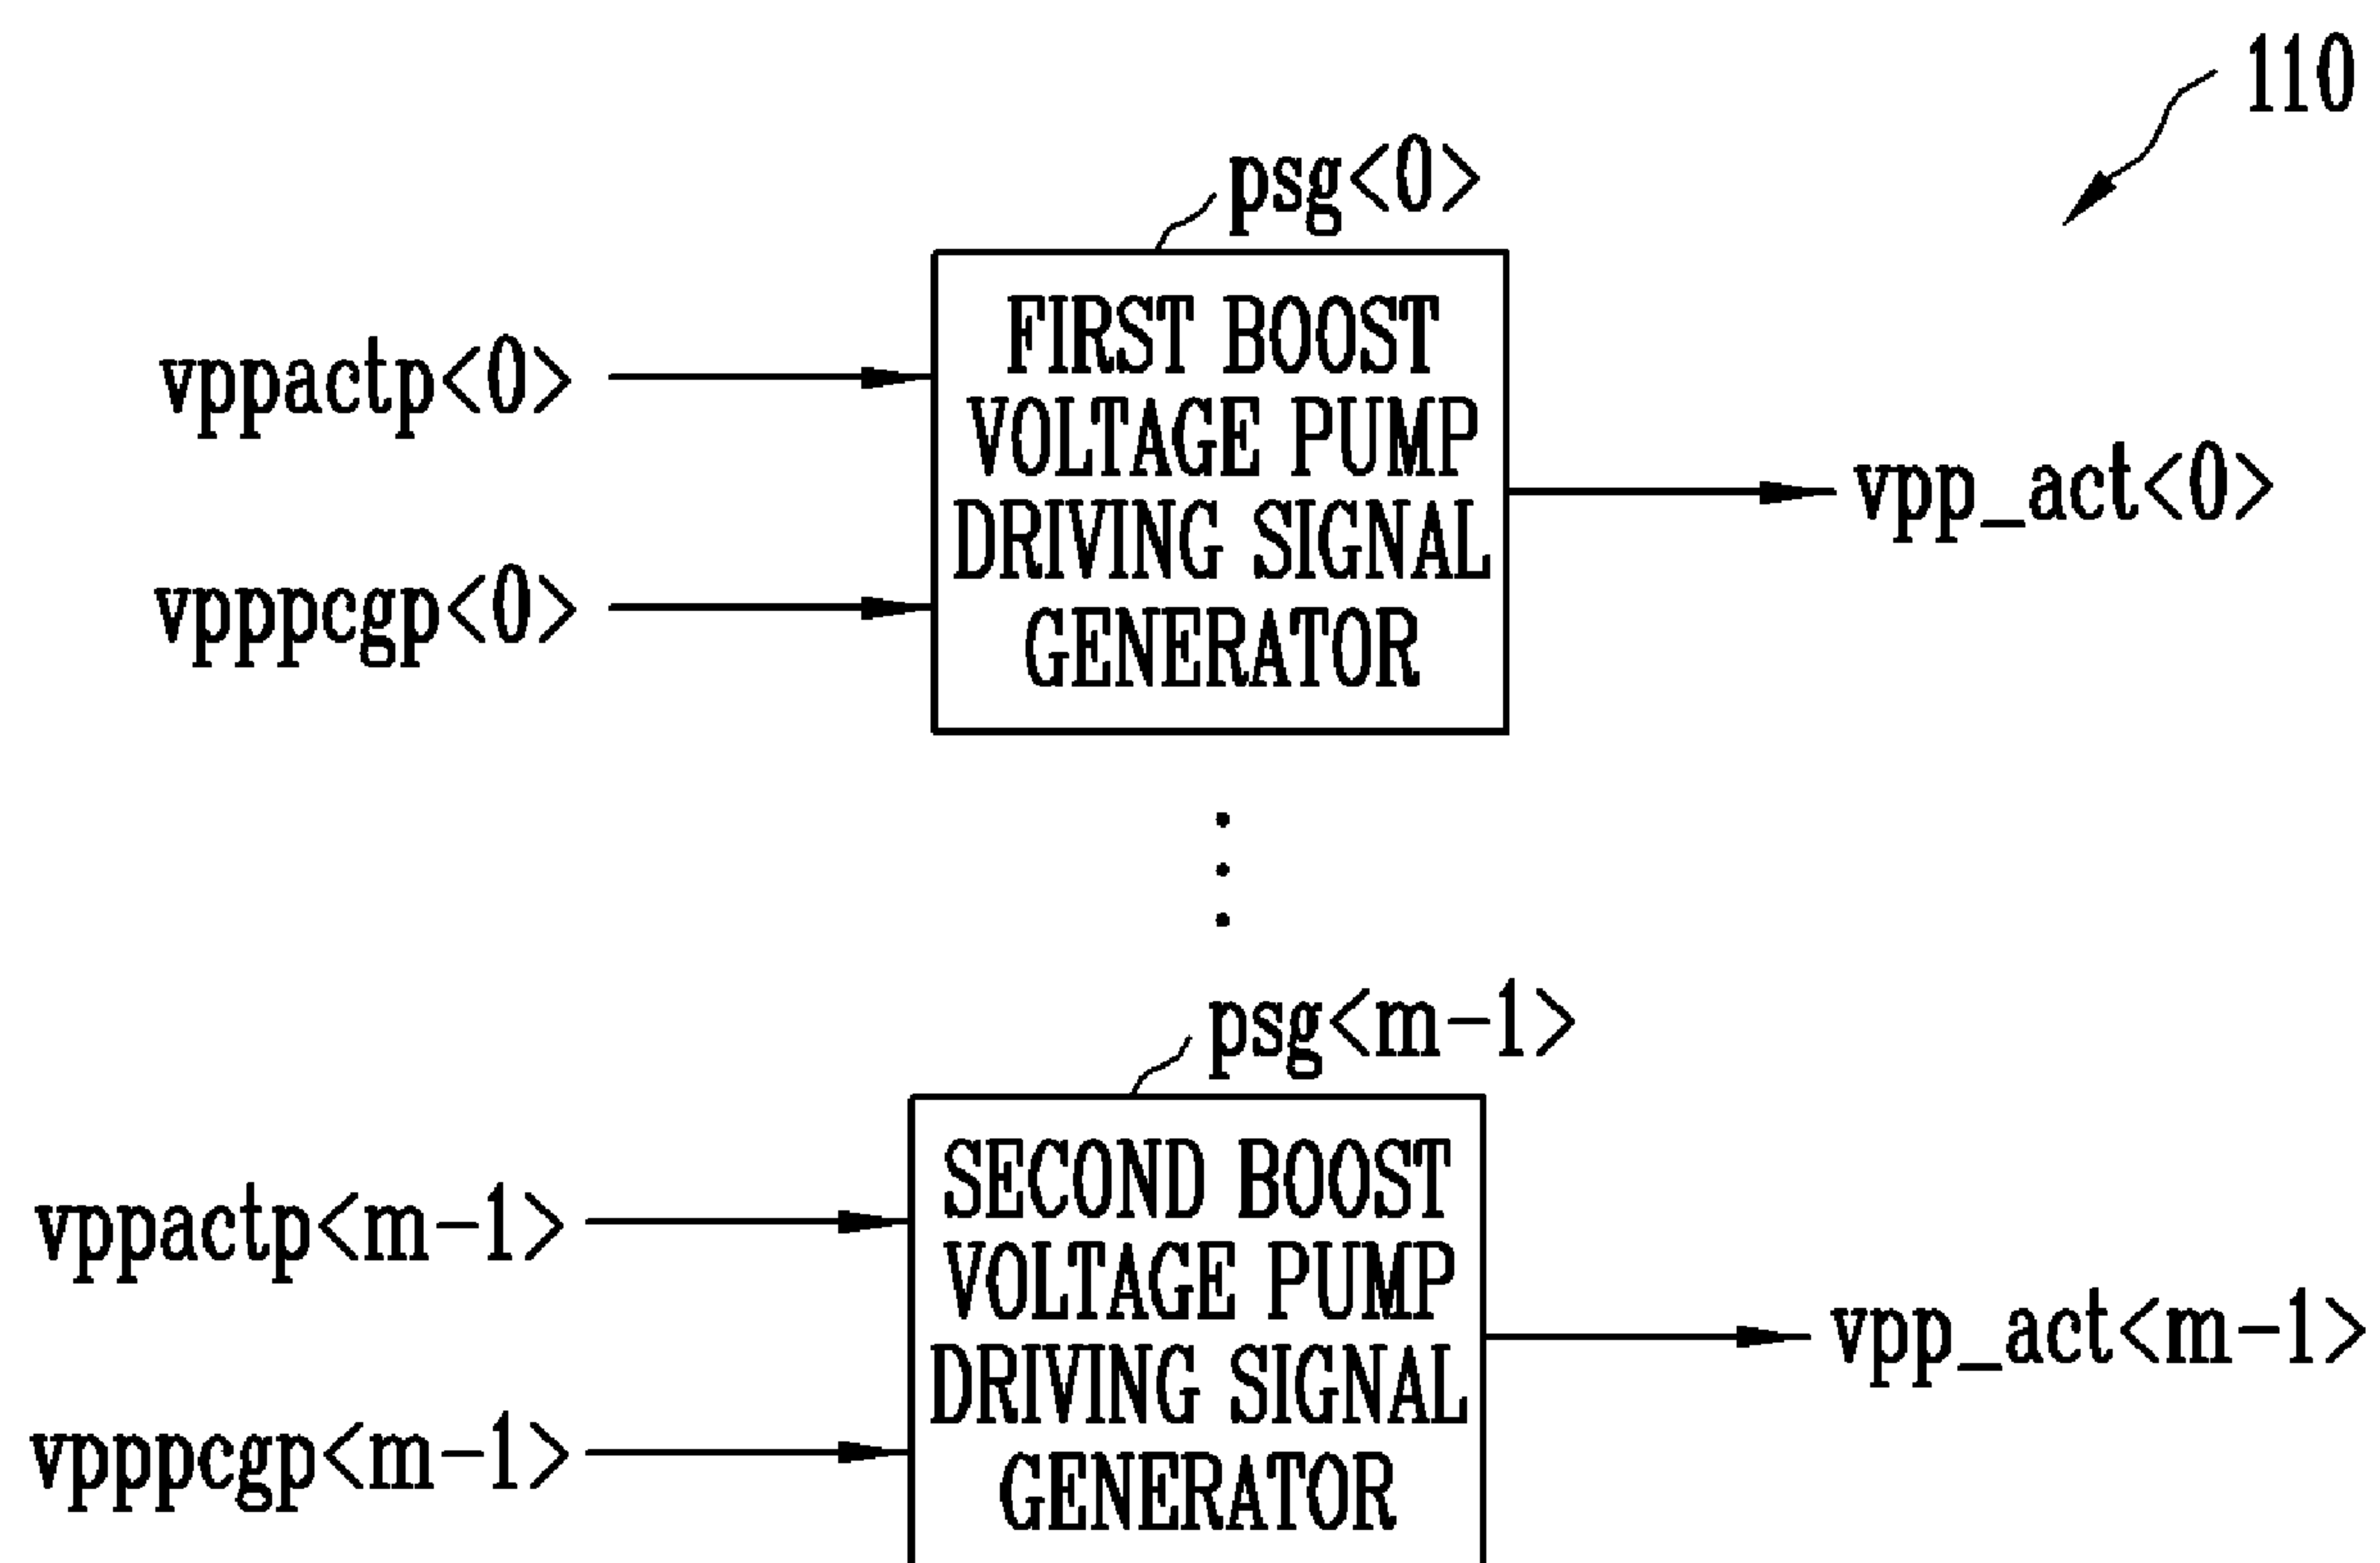 110
psg<0>
vppactp<0>
vpppcgp<0>
FIRST BOOST
VOLTAGE PUMP
DRIVING SIGNAL
GENERATOR
vpp_act<0>
psg<m-1>
vppactp<m-1>
vpppcgp<m-1>
SECOND BOOST
VOLTAGE PUMP
DRIVING SIGNAL
GENERATOR
vpp_act<m-1>